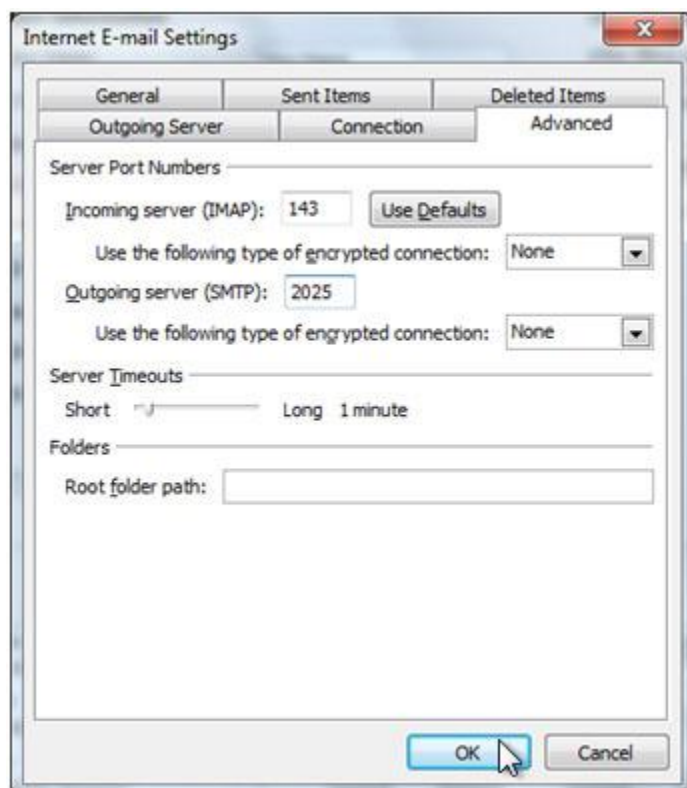 Internet E-mail Settings
General Sent Items Deleted Items
Outgoing Server Connection Advanced
Server Port Numbers
Incoming server (IMAP): 143 Use Defaults
Use the following type of encrypted connection: None
Outgoing server (SMTP): 2025
Use the following type of encrypted connection: None
Server Timeouts
Short Long 1 minute
Folders
Root folder path:
OK Cancel